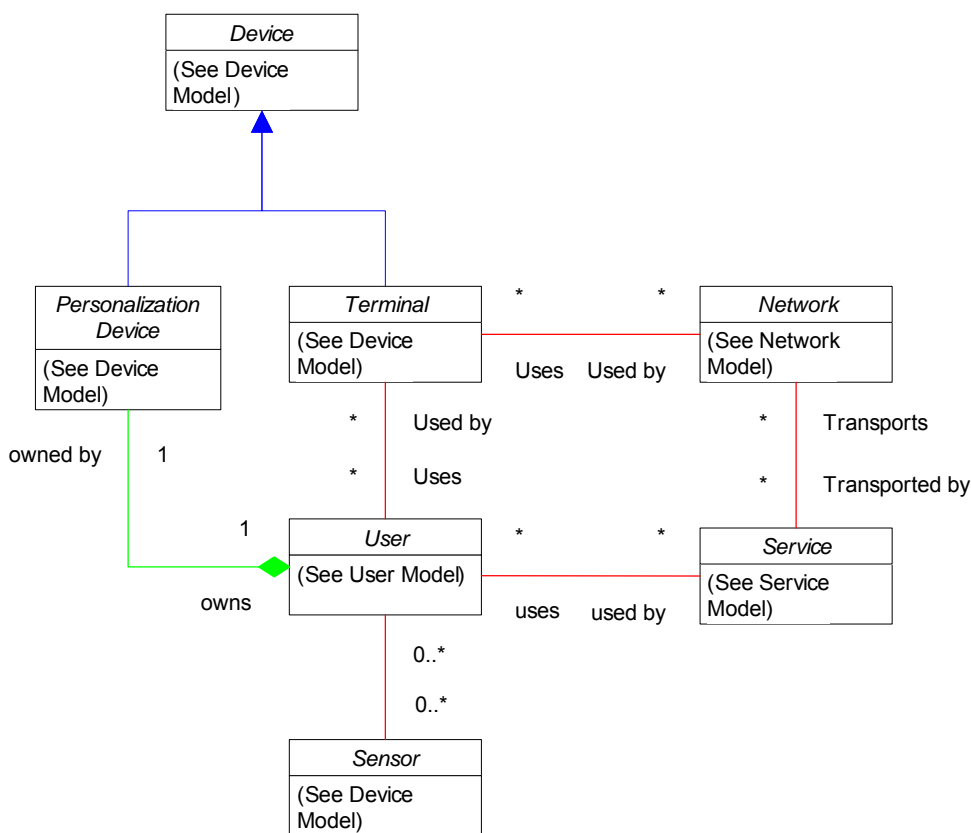 Device
(See Device
Model)
Personalization
Device
(See Device
Model)
Terminal
(See Device
Model)
* *
Uses Used by
Network
(See Network
Model)
owned by 1
* Used by
* Uses
* Transports
* Transported by
1
owns
User
(See User Model)
* *
uses used by
Service
(See Service
Model)
0..*
0..*
Sensor
(See Device
Model)